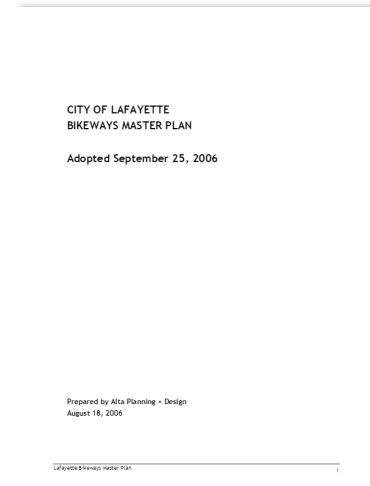 CITY OF LAFAYETTE
BIKEWAYS MASTER PLAN
Adopted September 25, 2006
Prepared by Alta Planning + Design
August 18, 2006
Lafayette Bikeways Master Plan 1